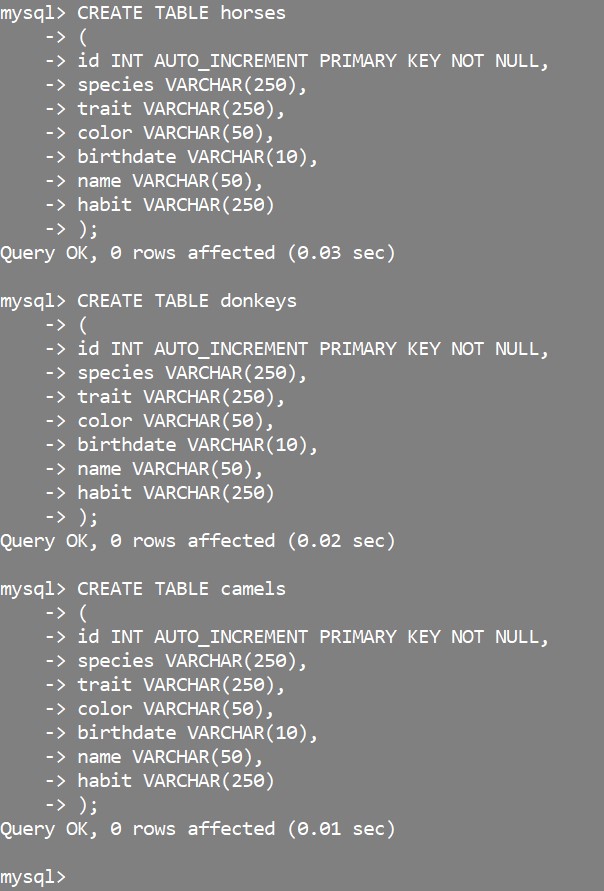 mysql> CREATE TABLE horses
    -> (
    -> id INT AUTO_INCREMENT PRIMARY KEY NOT NULL,
    -> species VARCHAR(250),
    -> trait VARCHAR(250),
    -> color VARCHAR(50),
    -> birthdate VARCHAR(10),
    -> name VARCHAR(50),
    -> habit VARCHAR(250)
    -> );
Query OK, 0 rows affected (0.03 sec)

mysql> CREATE TABLE donkeys
    -> (
    -> id INT AUTO_INCREMENT PRIMARY KEY NOT NULL,
    -> species VARCHAR(250),
    -> trait VARCHAR(250),
    -> color VARCHAR(50),
    -> birthdate VARCHAR(10),
    -> name VARCHAR(50),
    -> habit VARCHAR(250)
    -> );
Query OK, 0 rows affected (0.02 sec)

mysql> CREATE TABLE camels
    -> (
    -> id INT AUTO_INCREMENT PRIMARY KEY NOT NULL,
    -> species VARCHAR(250),
    -> trait VARCHAR(250),
    -> color VARCHAR(50),
    -> birthdate VARCHAR(10),
    -> name VARCHAR(50),
    -> habit VARCHAR(250)
    -> );
Query OK, 0 rows affected (0.01 sec)

mysql>